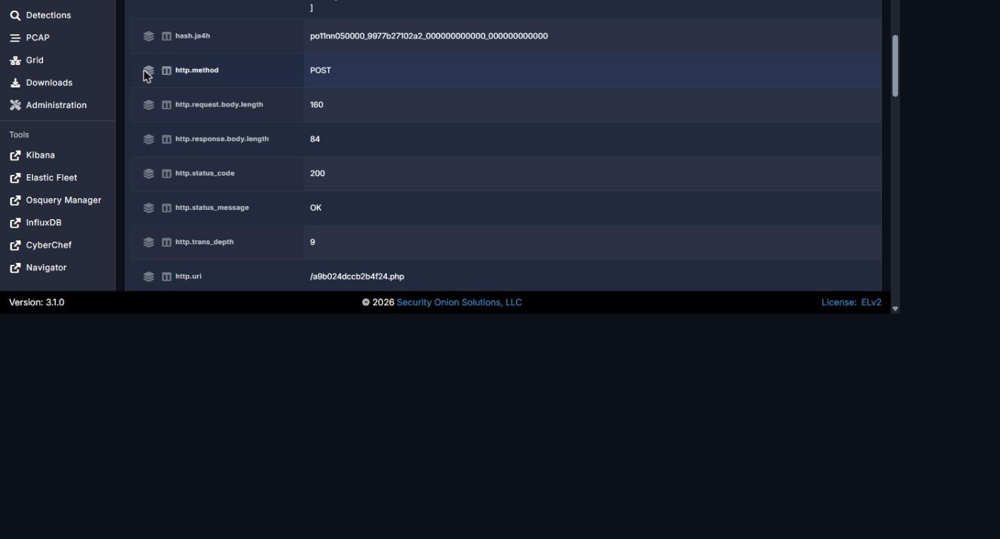 ]
Detections
hash.ja4h po11nn050000_9977b27102a2_000000000000_000000000000
PCAP
Grid
http.method POST
Downloads
Administration
http.request.body.length 160
Tools
http.response.body.length 84
Kibana
http.status_code 200
Elastic Fleet
Osquery Manager
http.status_message OK
InfluxDB
http.trans_depth 9
CyberChef
Navigator
http.uri /a9b024dccb2b4f24.php
Version: 3.1.0 © 2026 Security Onion Solutions, LLC License: ELv2